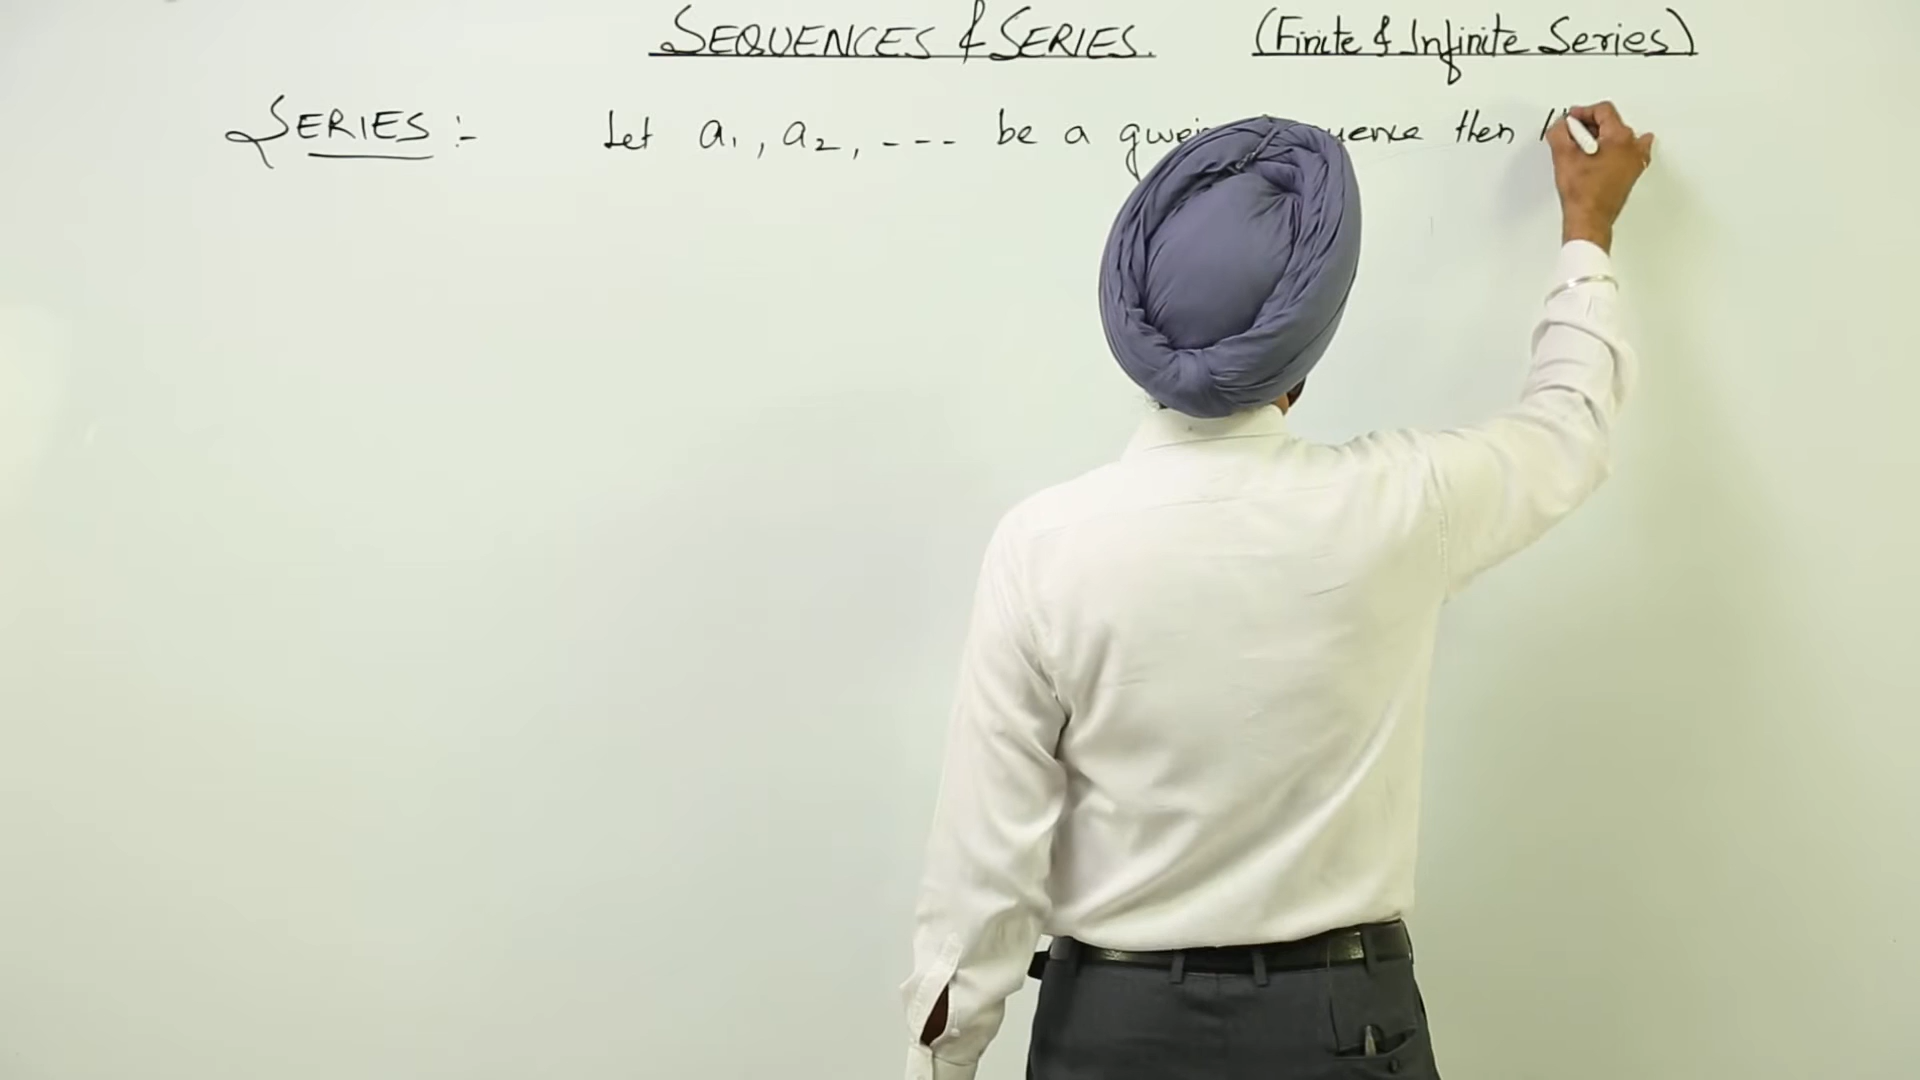 SEQUENCES & SERIES. (Finite & Infinite Series)
SERIES :- Let a₁, a₂, --- be a then